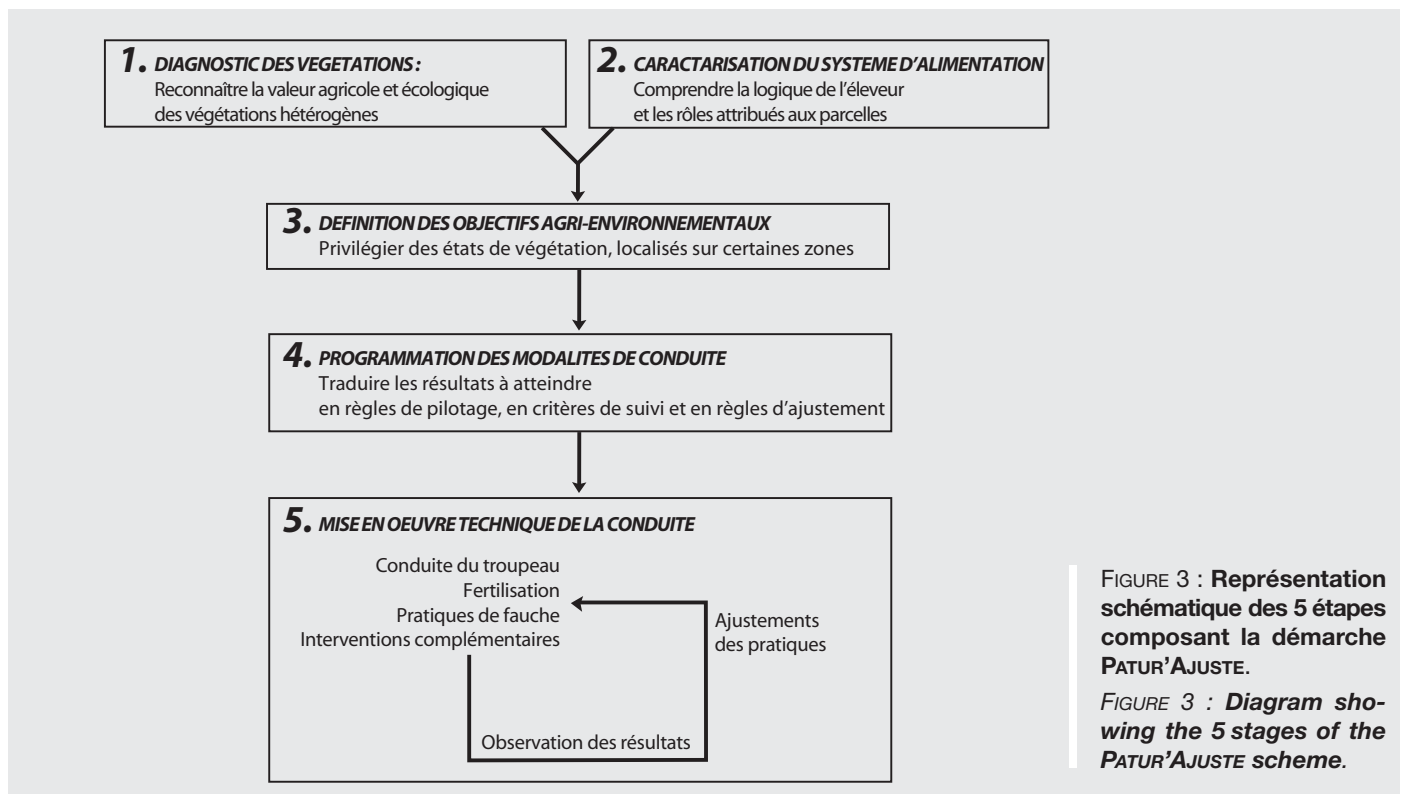 1. DIAGNOSTIC DES VEGETATIONS :
Reconnaître la valeur agricole et écologique
des végétations hétérogènes
2. CARACTARISATION DU SYSTEME D'ALIMENTATION
Comprendre la logique de l'éleveur
et les rôles attribués aux parcelles
3. DEFINITION DES OBJECTIFS AGRI-ENVIRONNEMENTAUX
Privilégier des états de végétation, localisés sur certaines zones
4. PROGRAMMATION DES MODALITES DE CONDUITE
Traduire les résultats à atteindre
en règles de pilotage, en critères de suivi et en règles d'ajustement
5. MISE EN OEUVRE TECHNIQUE DE LA CONDUITE
Conduite du troupeau
Fertilisation
Pratiques de fauche
Interventions complémentaires
Ajustements
des pratiques
Observation des résultats
FIGURE 3 : Représentation
schématique des 5 étapes
composant la démarche
PATUR'AJUSTE.
FIGURE 3 : Diagram sho-
wing the 5 stages of the
PATUR'AJUSTE scheme.